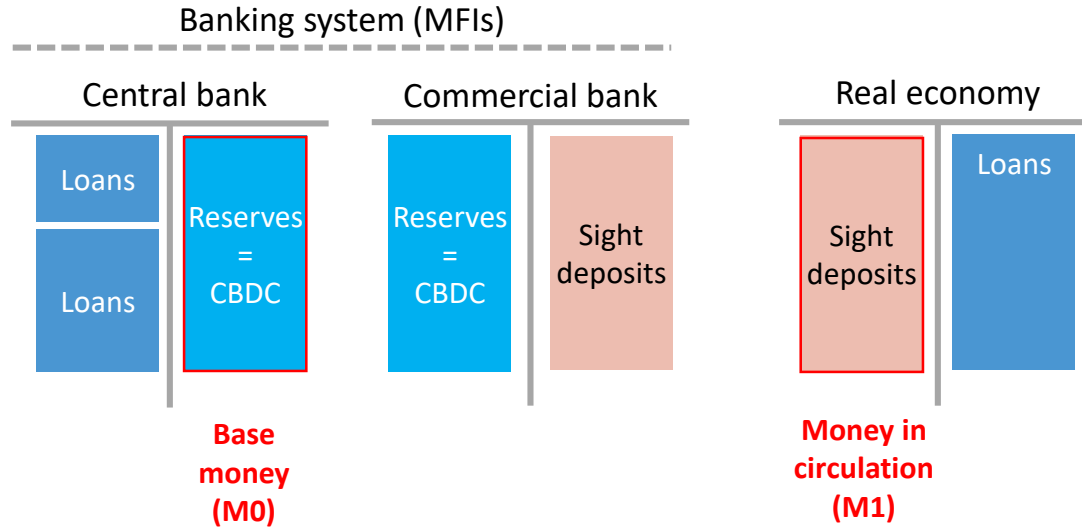 Banking system (MFIs)
Central bank
Commercial bank
Real economy
Loans
Loans
Reserves
=
CBDC
Reserves
=
CBDC
Sight
deposits
Sight
deposits
Loans
Base
money
(M0)
Money in
circulation
(M1)